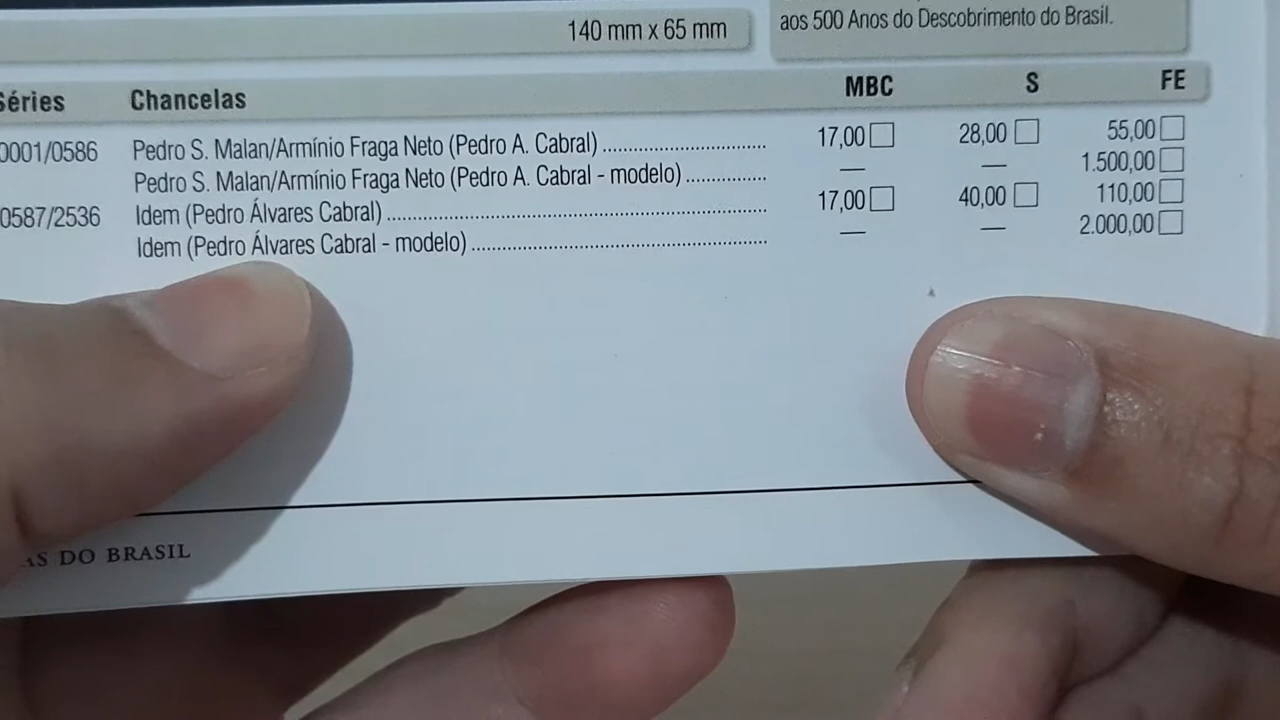 140 mm x 65 mm
aos 500 Anos do Descobrimento do Brasil.
Séries Chancelas MBC S FE
0001/0586 Pedro S. Malan/Armínio Fraga Neto (Pedro A. Cabral) 17,00 28,00 55,00
Pedro S. Malan/Armínio Fraga Neto (Pedro A. Cabral - modelo) — — 1.500,00
0587/2536 Idem (Pedro Álvares Cabral) 17,00 40,00 110,00
Idem (Pedro Álvares Cabral - modelo) — — 2.000,00
AS DO BRASIL